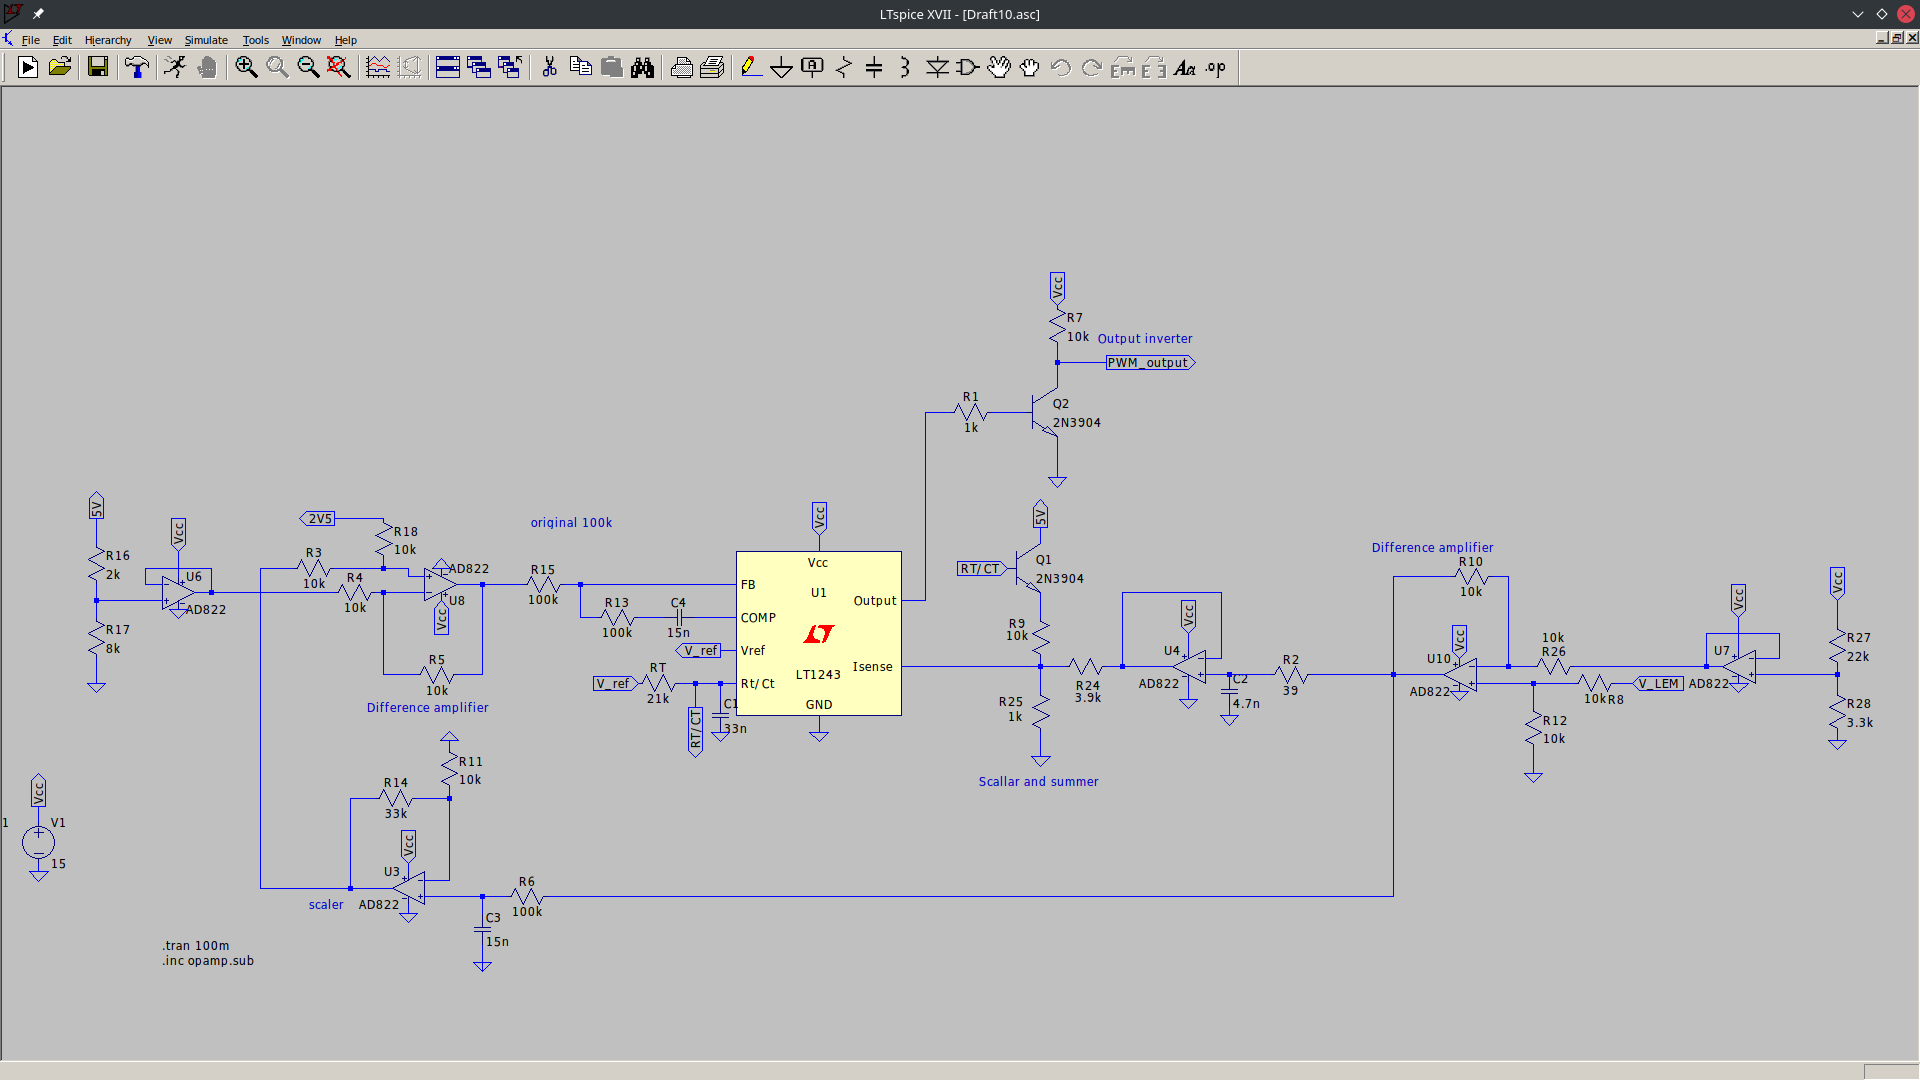 LTspice XVII - [Draft10.asc]
File Edit Hierarchy View Simulate Tools Window Help
Vcc
R7
10k
Output inverter
PWM_output
R1
1k
Q2
2N3904
5V
R16
2k
R17
8k
Vcc
U6
AD822
2V5
R18
10k
R3
10k
R4
10k
AD822
U8
Vcc
R5
10k
Difference amplifier
original 100k
R15
100k
R13
100k
C4
15n
V_ref
V_ref
RT
21k
RT/CT
C1
33n
Vcc
Vcc
FB
U1
COMP
Output
Vref
Isense
Rt/Ct
LT1243
GND
5V
RT/CT
Q1
2N3904
R9
10k
R25
1k
R24
3.9k
Scallar and summer
Vcc
U4
AD822
C2
4.7n
R2
39
Difference amplifier
R10
10k
Vcc
U10
AD822
10k
R26
10k
R8
V_LEM
R12
10k
Vcc
U7
AD822
Vcc
R27
22k
R28
3.3k
R11
10k
R14
33k
Vcc
U3
AD822
scaler
R6
100k
C3
15n
Vcc
1
V1
15
.tran 100m
.inc opamp.sub